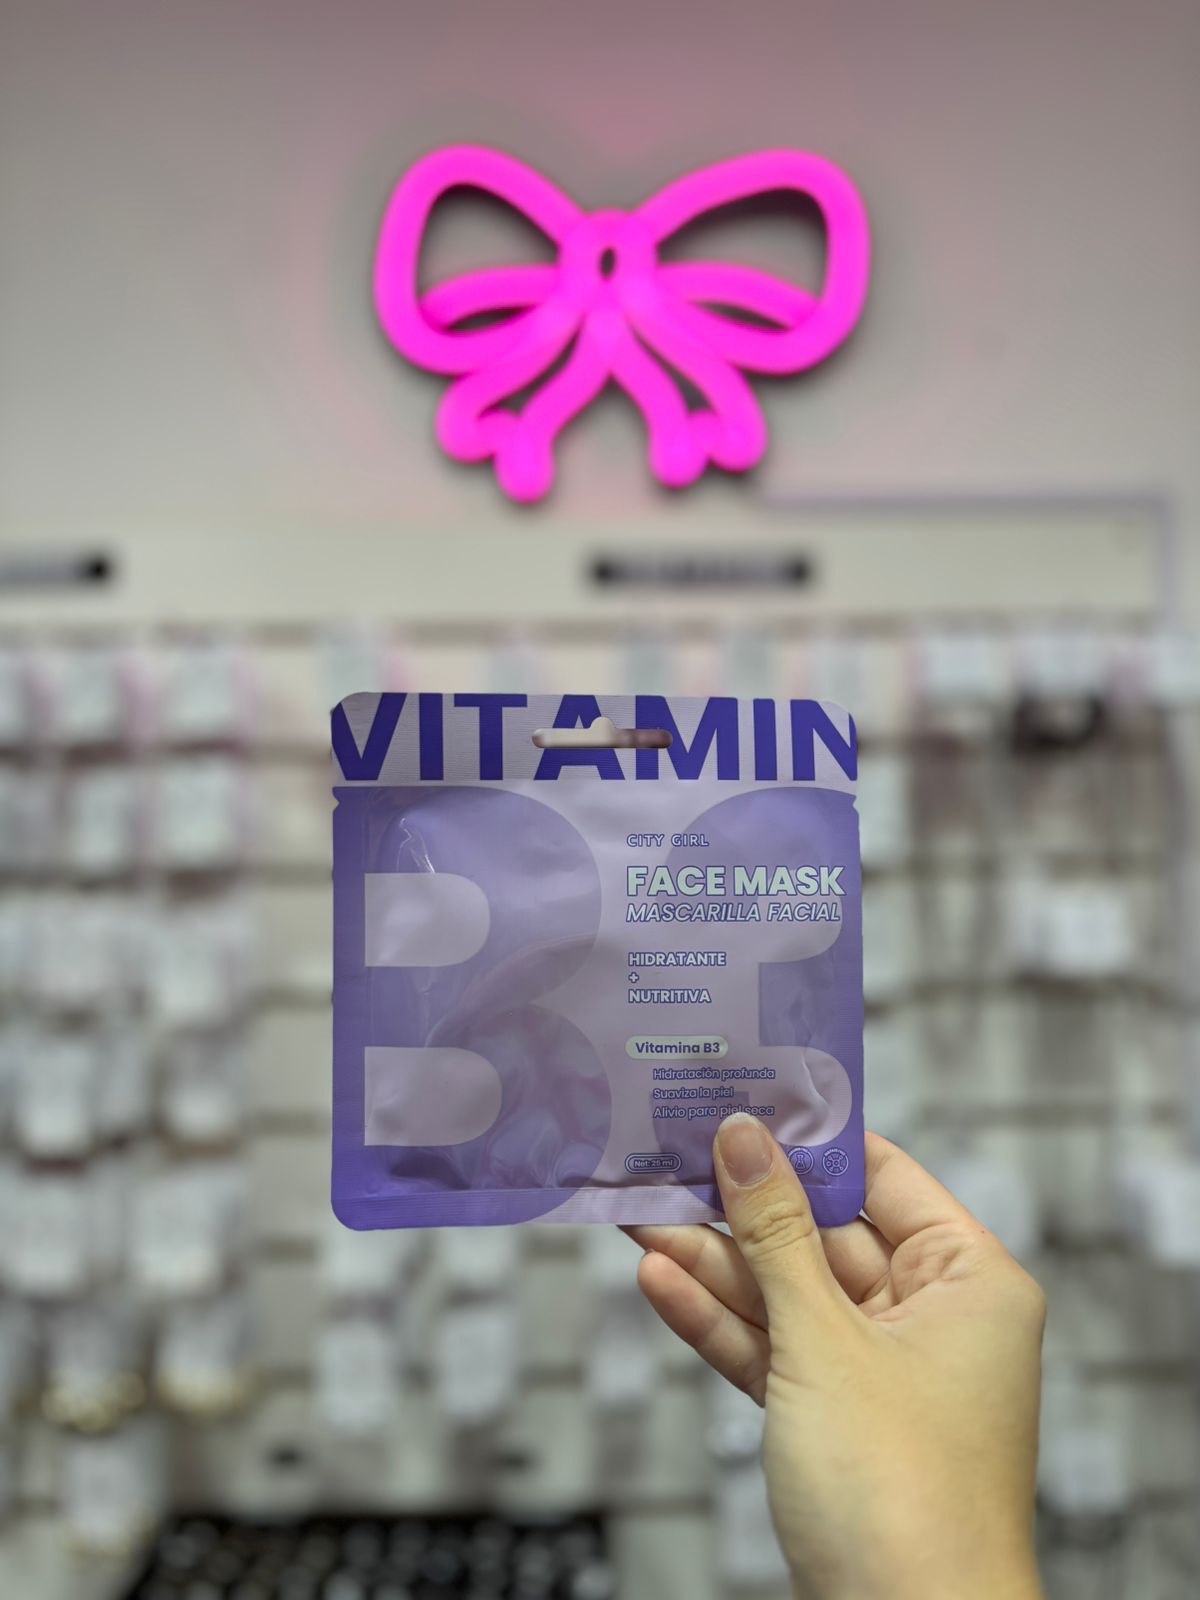 VITAMIN
B3
CITY GIRL
FACE MASK
MASCARILLA FACIAL
HIDRATANTE
+
NUTRITIVA
Vitamina B3
Hidratación profunda
Suaviza la piel
Alivio para piel seca
Net: 25 ml